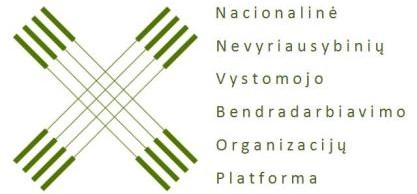 Nacionalinė
Nevyriausybinių
Vystomojo
Bendradarbiavimo
Organizacijų
Platforma